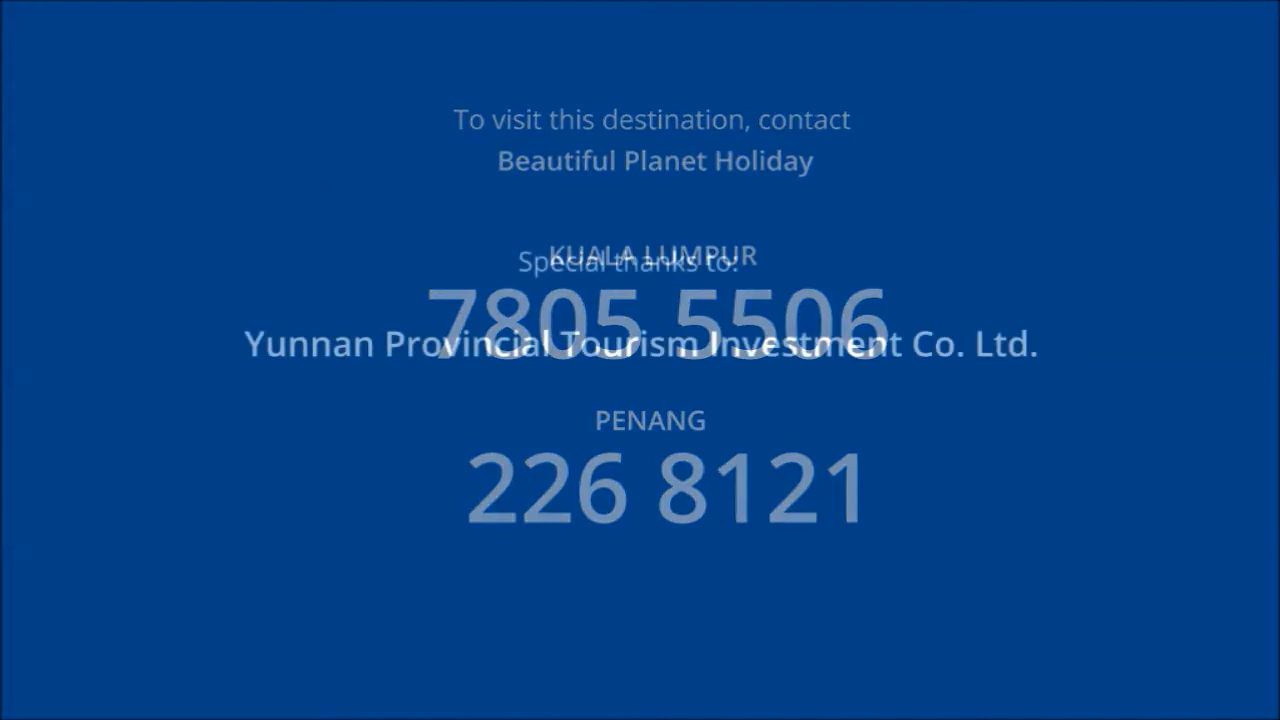 To visit this destination, contact
Beautiful Planet Holiday
KUALA LUMPUR
Special thanks to:
7805 5506
Yunnan Provincial Tourism Investment Co. Ltd.
PENANG
226 8121